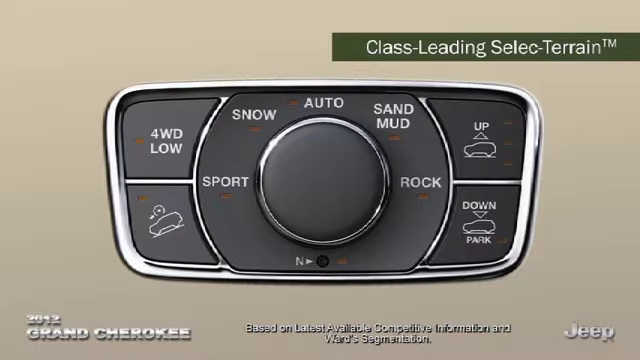 Class-Leading Selec-Terrain™
AUTO
SNOW
SAND
MUD
UP
4WD
LOW
SPORT
ROCK
DOWN
PARK
N
2012
GRAND CHEROKEE
Based on Latest Available Competitive Information and
Ward's Segmentation.
Jeep